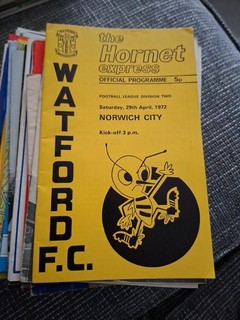 the
Hornet
express
OFFICIAL PROGRAMME 5p
FOOTBALL LEAGUE DIVISION TWO
Saturday, 29th April, 1972
NORWICH CITY
Kick-off 3 p.m.
WATFORD
F.C.